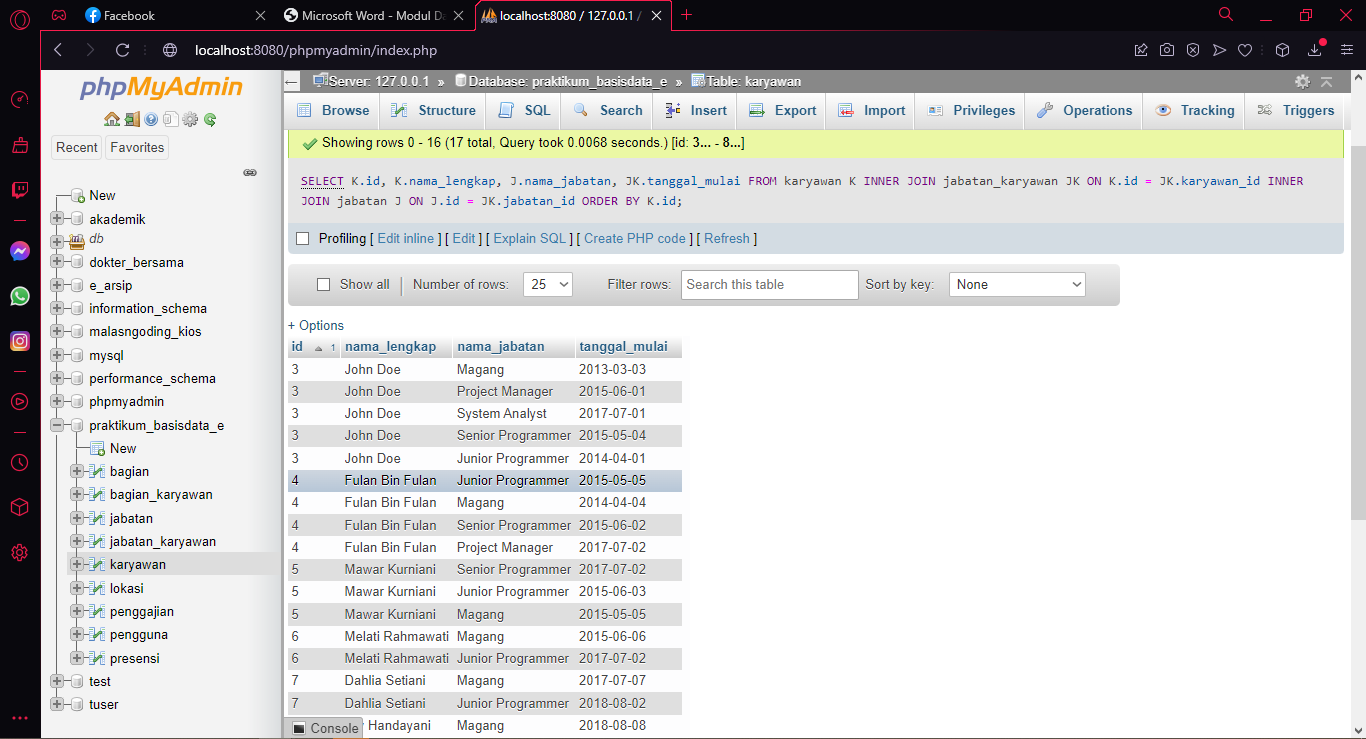 Facebook
Microsoft Word - Modul Da
localhost:8080 / 127.0.0.1 /
localhost:8080/phpmyadmin/index.php
phpMyAdmin
Recent
Favorites
New
akademik
db
dokter_bersama
e_arsip
information_schema
malasngoding_kios
mysql
performance_schema
phpmyadmin
praktikum_basisdata_e
New
bagian
bagian_karyawan
jabatan
jabatan_karyawan
karyawan
lokasi
penggajian
pengguna
presensi
test
tuser
Server: 127.0.0.1 » Database: praktikum_basisdata_e » Table: karyawan
Browse Structure SQL Search Insert Export Import Privileges Operations Tracking Triggers
Showing rows 0 - 16 (17 total, Query took 0.0068 seconds.) [id: 3... - 8...]
SELECT K.id, K.nama_lengkap, J.nama_jabatan, JK.tanggal_mulai FROM karyawan K INNER JOIN jabatan_karyawan JK ON K.id = JK.karyawan_id INNER
JOIN jabatan J ON J.id = JK.jabatan_id ORDER BY K.id;
Profiling [ Edit inline ] [ Edit ] [ Explain SQL ] [ Create PHP code ] [ Refresh ]
Show all | Number of rows: 25 Filter rows: Search this table Sort by key: None
+ Options
id 1 nama_lengkap nama_jabatan tanggal_mulai
3 John Doe Magang 2013-03-03
3 John Doe Project Manager 2015-06-01
3 John Doe System Analyst 2017-07-01
3 John Doe Senior Programmer 2015-05-04
3 John Doe Junior Programmer 2014-04-01
4 Fulan Bin Fulan Junior Programmer 2015-05-05
4 Fulan Bin Fulan Magang 2014-04-04
4 Fulan Bin Fulan Senior Programmer 2015-06-02
4 Fulan Bin Fulan Project Manager 2017-07-02
5 Mawar Kurniani Senior Programmer 2017-07-02
5 Mawar Kurniani Junior Programmer 2015-06-03
5 Mawar Kurniani Magang 2015-05-05
6 Melati Rahmawati Magang 2015-06-06
6 Melati Rahmawati Junior Programmer 2017-07-02
7 Dahlia Setiani Magang 2017-07-07
7 Dahlia Setiani Junior Programmer 2018-08-02
Handayani Magang 2018-08-08
Console